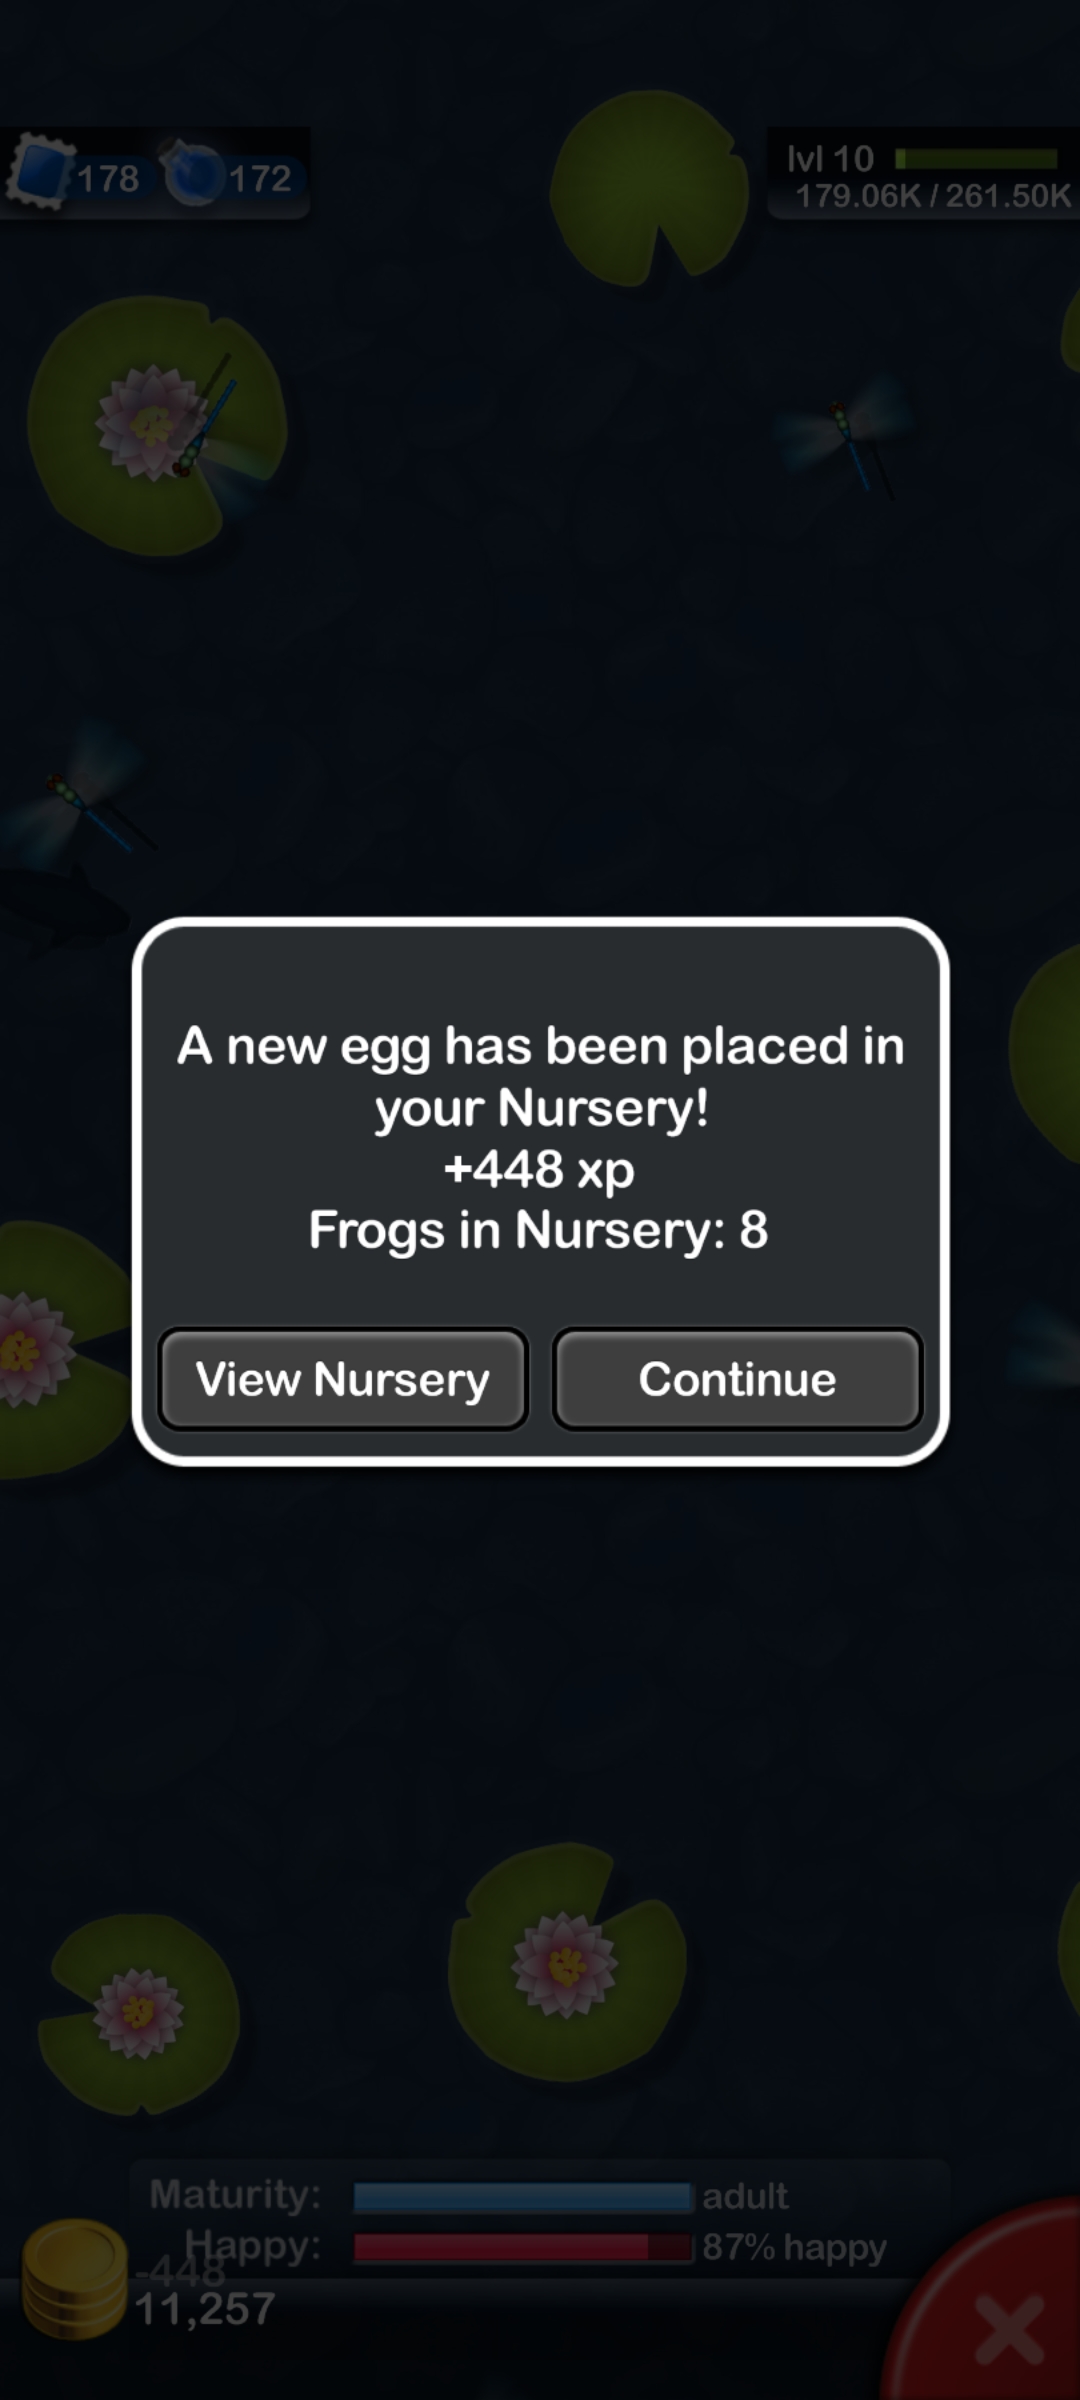 178 172
lvl 10
179.06K / 261.50K
A new egg has been placed in
your Nursery!
+448 xp
Frogs in Nursery: 8
View Nursery Continue
Maturity: adult
Happy: 87% happy
-448
11,257